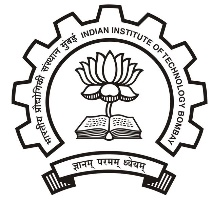 भारतीय प्रौद्योगिकी संस्थान मुंबई
INDIAN INSTITUTE OF TECHNOLOGY BOMBAY
ज्ञानम् परमम् ध्येयम्